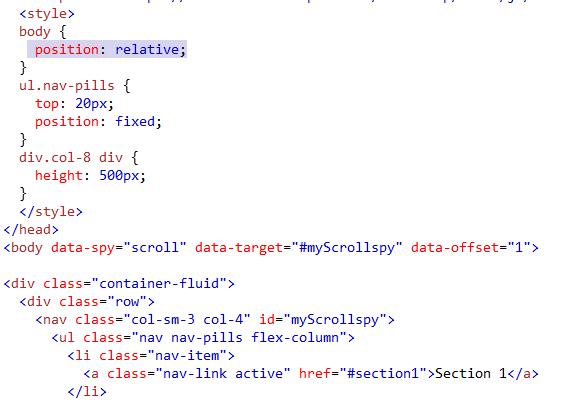 <style>
body {
position: relative;
}
ul.nav-pills {
top: 20px;
position: fixed;
}
div.col-8 div {
height: 500px;
}
</style>
</head>
<body data-spy="scroll" data-target="#myScrollspy" data-offset="1">
<div class="container-fluid">
<div class="row">
<nav class="col-sm-3 col-4" id="myScrollspy">
<ul class="nav nav-pills flex-column">
<li class="nav-item">
<a class="nav-link active" href="#section1">Section 1</a>
</li>